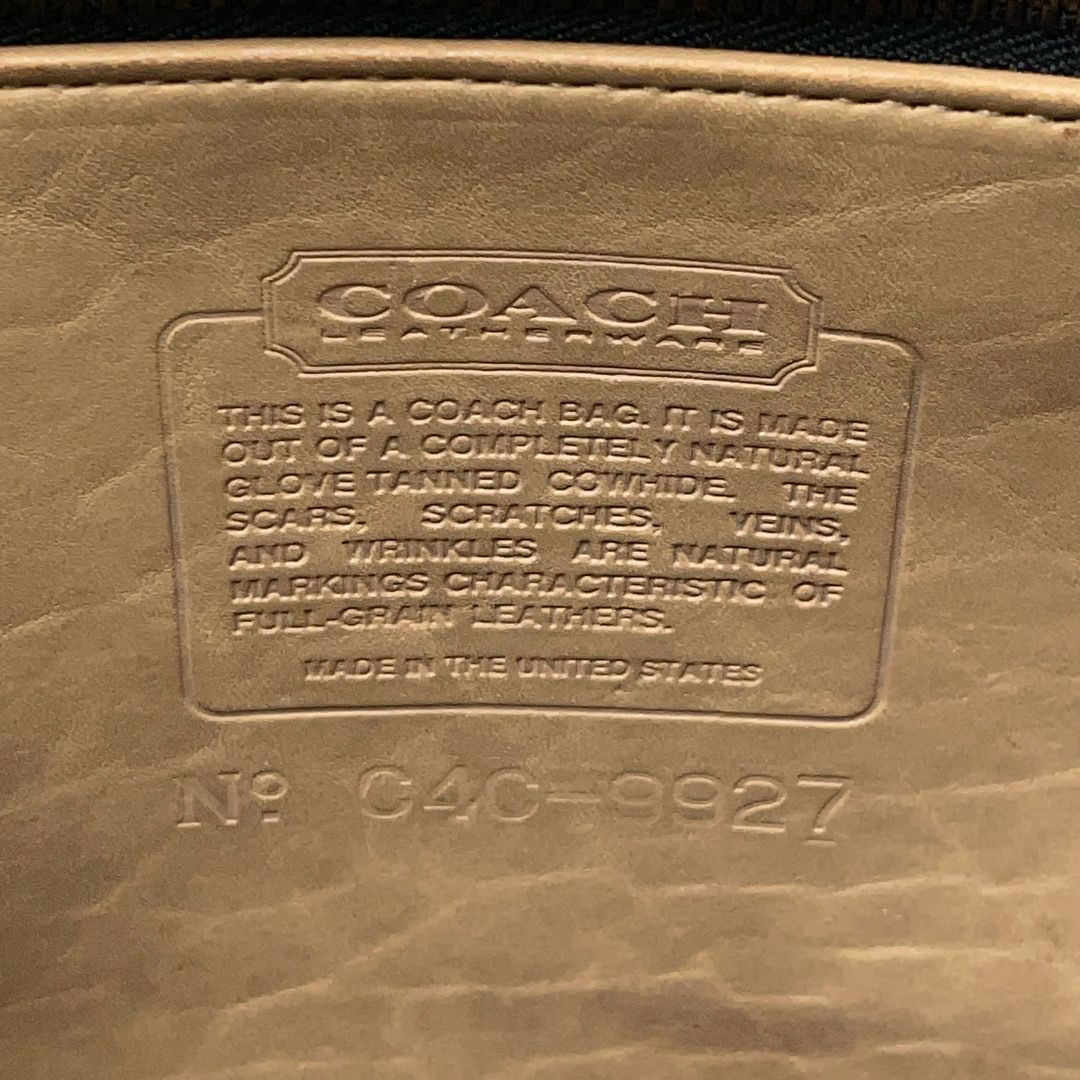 COACH
LEATHERWARE
THIS IS A COACH BAG. IT IS MADE
OUT OF A COMPLETELY NATURAL
GLOVE TANNED COWHIDE. THE
SCARS, SCRATCHES, VEINS,
AND WRINKLES ARE NATURAL
MARKINGS CHARACTERISTIC OF
FULL-GRAIN LEATHERS.
MADE IN THE UNITED STATES
Nº C4C-9927